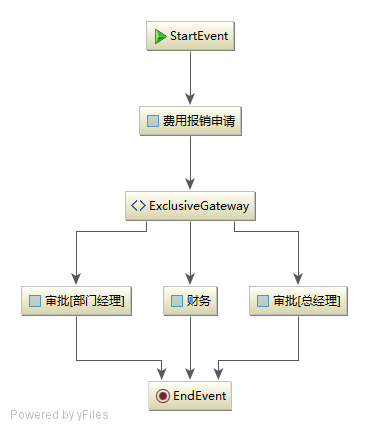 StartEvent
费用报销申请
ExclusiveGateway
审批[部门经理]
财务
审批[总经理]
EndEvent
Powered by yFiles